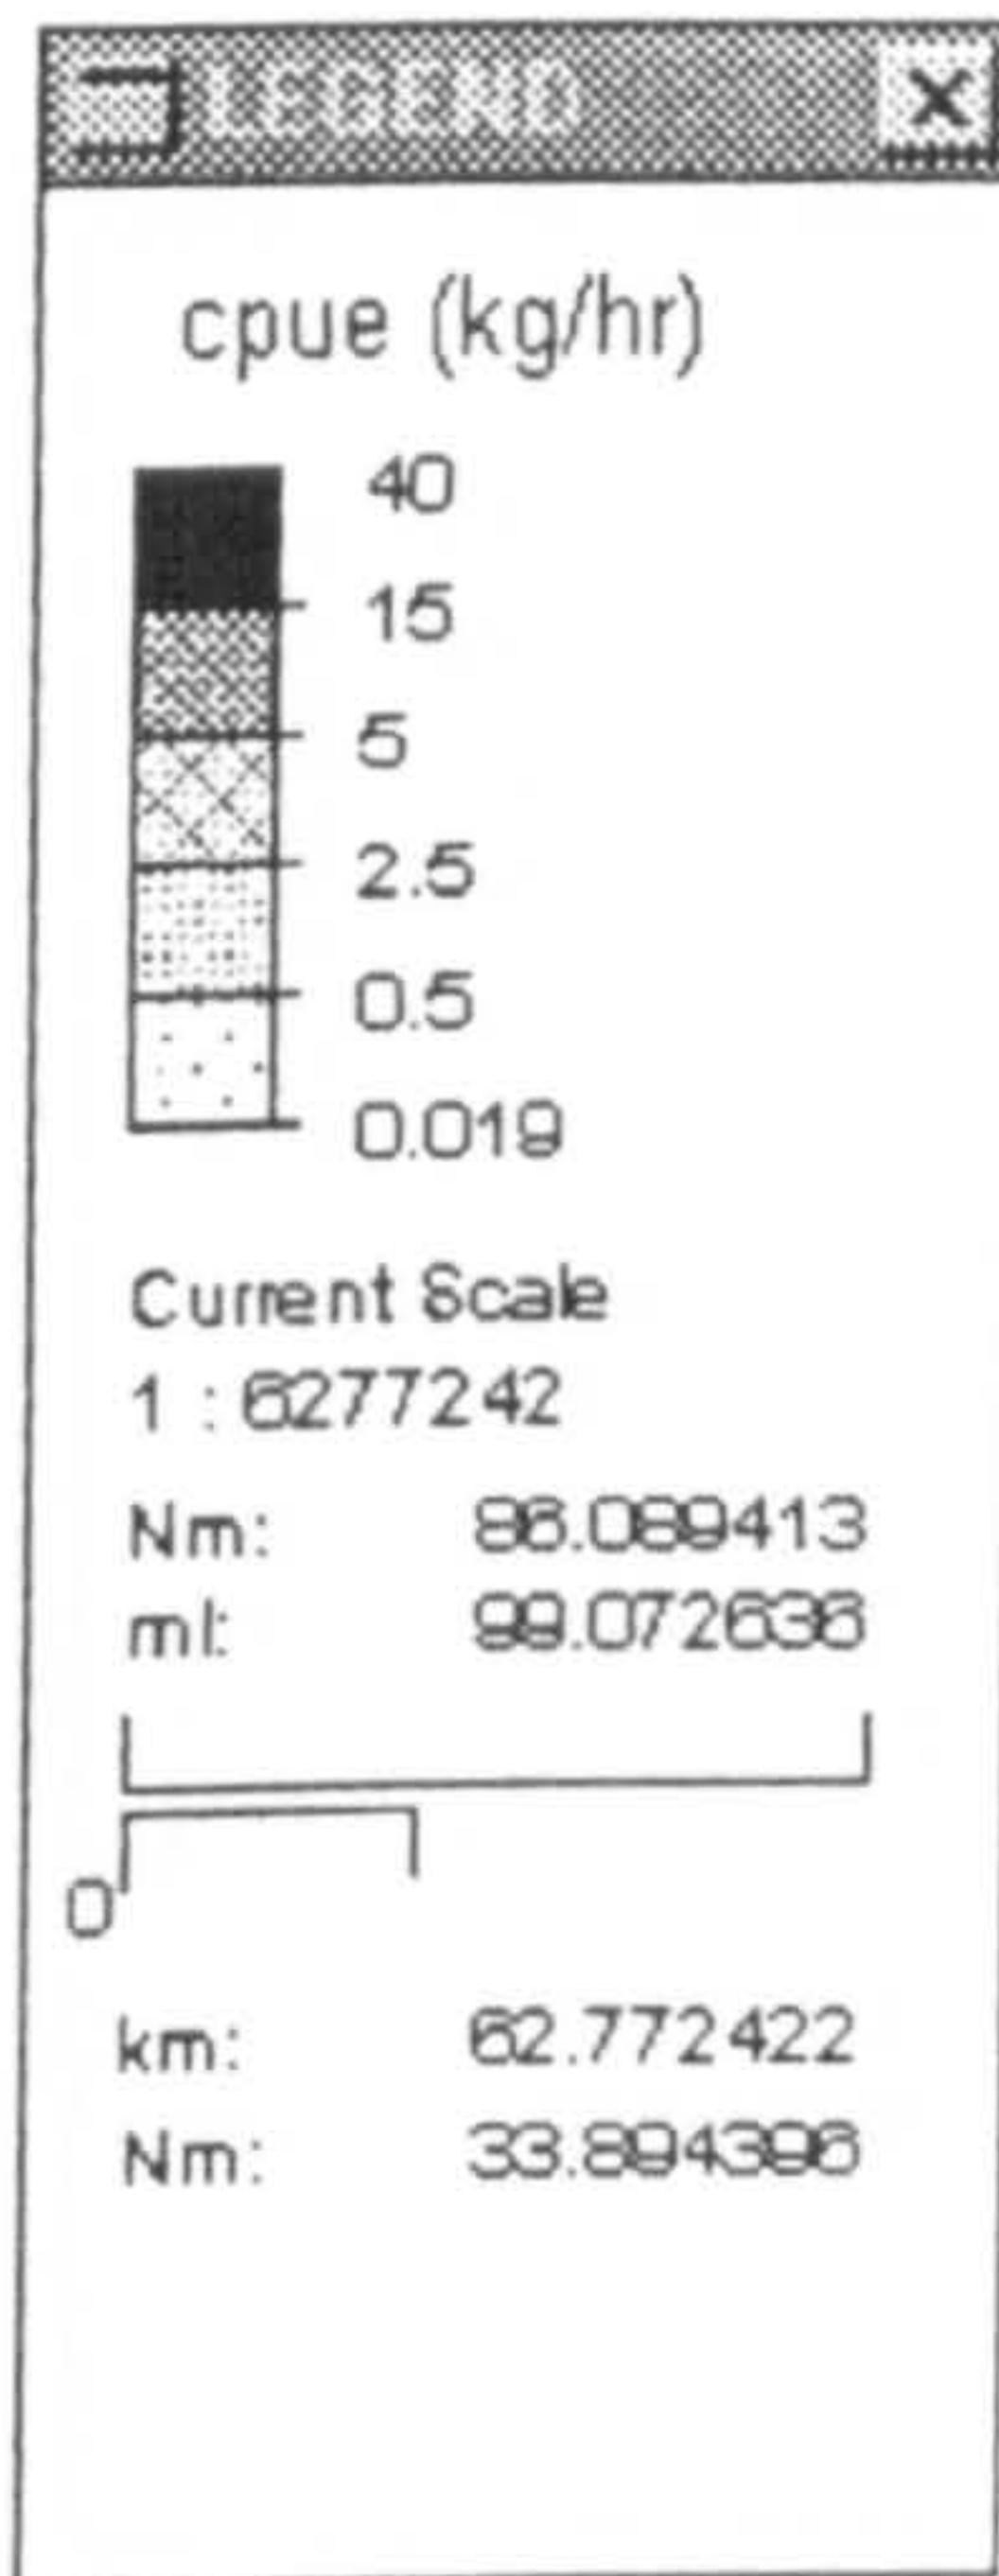 LEGEND
cpue (kg/hr)
40
15
5
2.5
0.5
0.019
Current Scale
1 : 6277242
Nm: 86.089413
ml: 99.072636
0
km: 62.772422
Nm: 33.894396